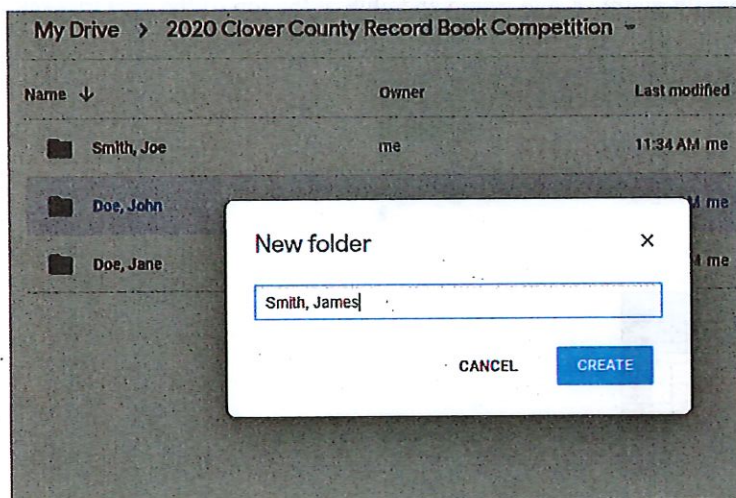 My Drive > 2020 Clover County Record Book Competition
Name ↓ Owner Last modified
Smith, Joe me 11:34 AM me
Doe, John M me
Doe, Jane me
New folder ×
Smith, James
CANCEL CREATE